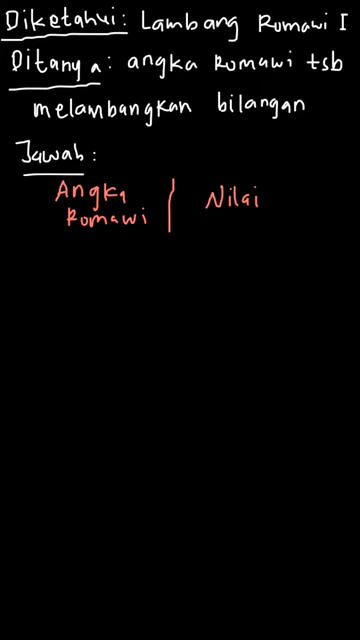 Diketahui: Lambang Romawi I
Ditanya: angka romawi tsb
melambangkan bilangan
Jawab:
Angka | Nilai
Romawi